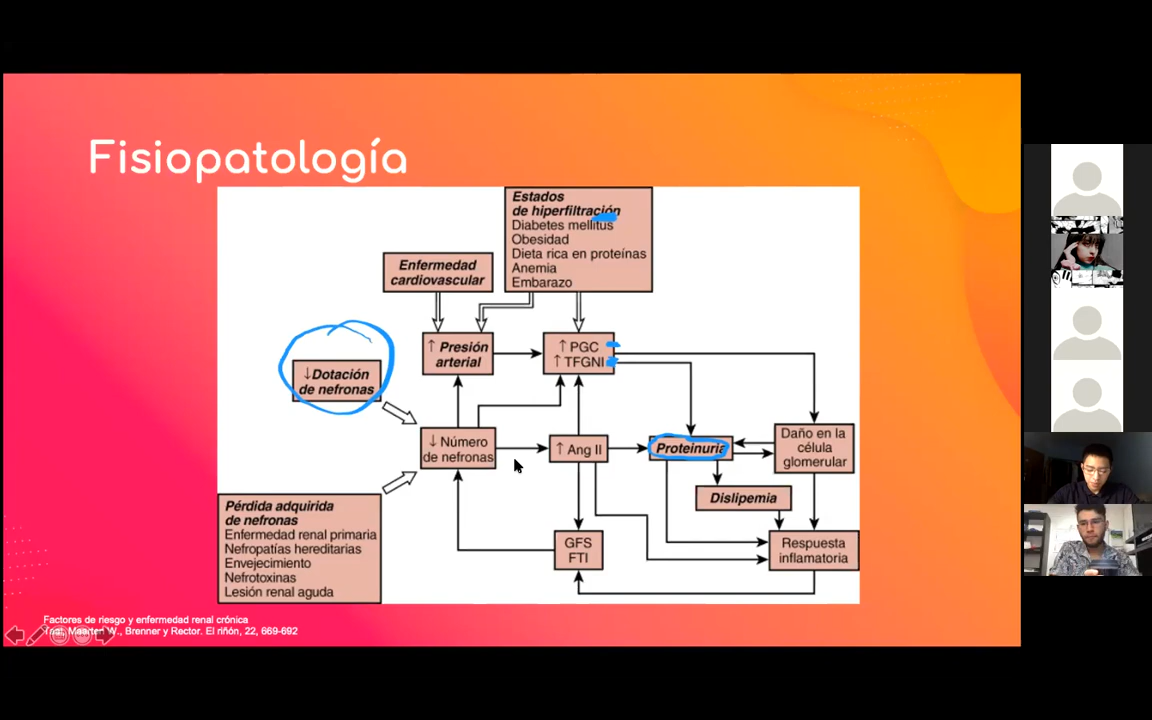 Fisiopatología
Estados
de hiperfiltración
Diabetes mellitus
Obesidad
Dieta rica en proteínas
Anemia
Embarazo
Enfermedad
cardiovascular
↑ Presión
arterial
↑ PGC
↑ TFGNI
↓Dotación
de nefronas
↓ Número
de nefronas
↑ Ang II
Proteinuria
Daño en la
célula
glomerular
Dislipemia
Pérdida adquirida
de nefronas
Enfermedad renal primaria
Nefropatías hereditarias
Envejecimiento
Nefrotoxinas
Lesión renal aguda
GFS
FTI
Respuesta
inflamatoria
Factores de riesgo y enfermedad renal crónica
W., Brenner y Rector. El riñón, 22, 669-692